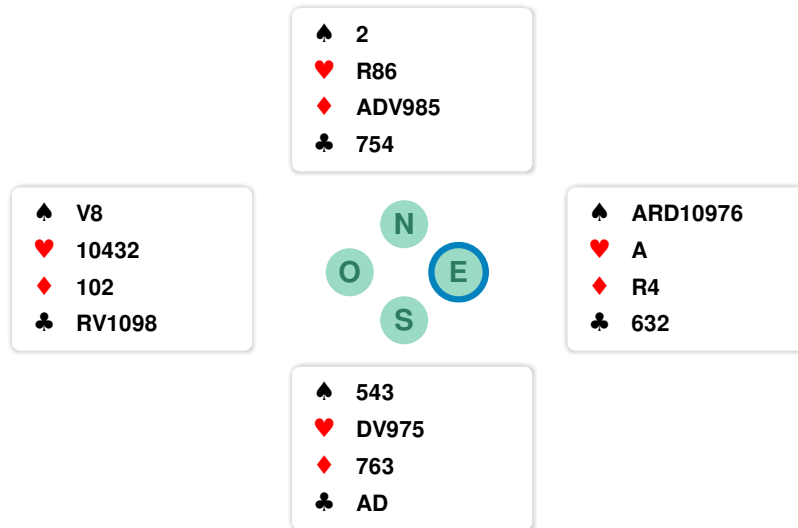 ♠ 2
♥ R86
♦ ADV985
♣ 754
♠ V8
♥ 10432
♦ 102
♣ RV1098
N
O E
S
♠ ARD10976
♥ A
♦ R4
♣ 632
♠ 543
♥ DV975
♦ 763
♣ AD